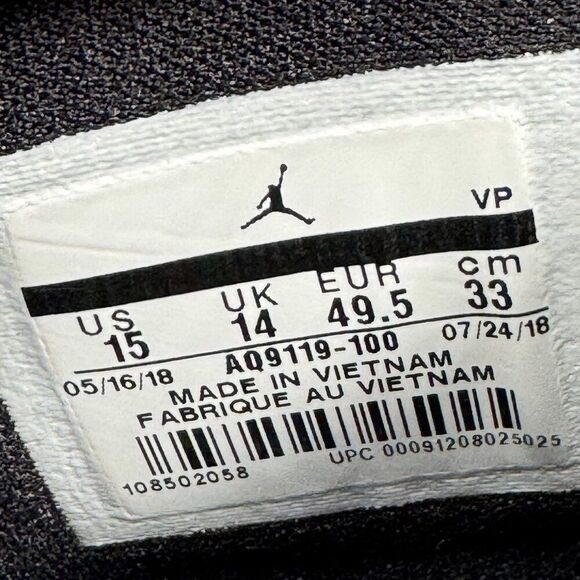 VP
US UK EUR cm
15 14 49.5 33
05/16/18 AQ9119-100 07/24/18
MADE IN VIETNAM
FABRIQUE AU VIETNAM
108502058 UPC 00091208025025